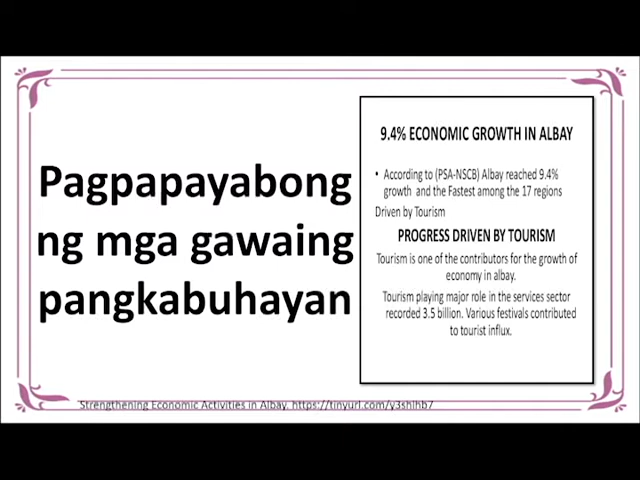 Pagpapayabong
ng mga gawaing
pangkabuhayan
9.4% ECONOMIC GROWTH IN ALBAY
• According to (PSA-NSCB) Albay reached 9.4%
growth and the Fastest among the 17 regions
Driven by Tourism
PROGRESS DRIVEN BY TOURISM
Tourism is one of the contributors for the growth of
economy in albay.
Tourism playing major role in the services sector
recorded 3.5 billion. Various festivals contributed
to tourist influx.
Strengthening Economic Activities in Albay. https://tinyurl.com/y3shlhb7